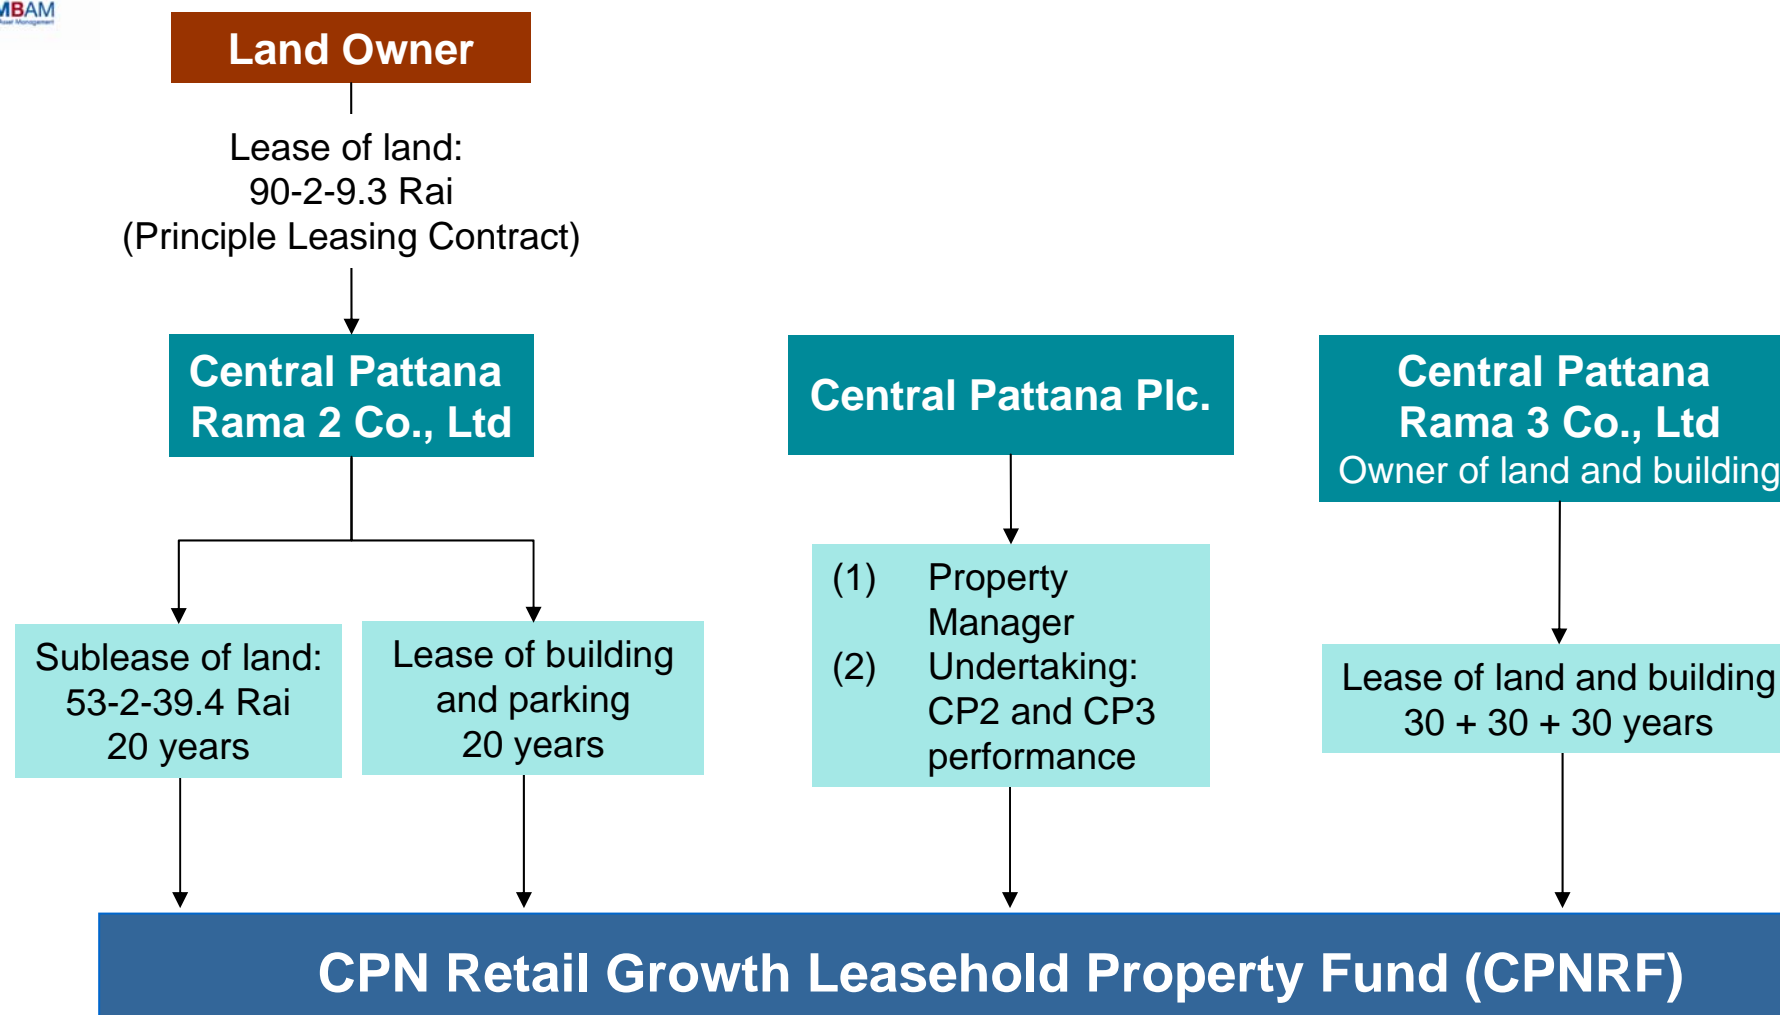 MBAM
Asset Management
Land Owner
Lease of land:
90-2-9.3 Rai
(Principle Leasing Contract)
Central Pattana
Rama 2 Co., Ltd
Central Pattana Plc.
Central Pattana
Rama 3 Co., Ltd
Owner of land and building
Sublease of land:
53-2-39.4 Rai
20 years
Lease of building
and parking
20 years
(1) Property
Manager
(2) Undertaking:
CP2 and CP3
performance
Lease of land and building
30 + 30 + 30 years
CPN Retail Growth Leasehold Property Fund (CPNRF)